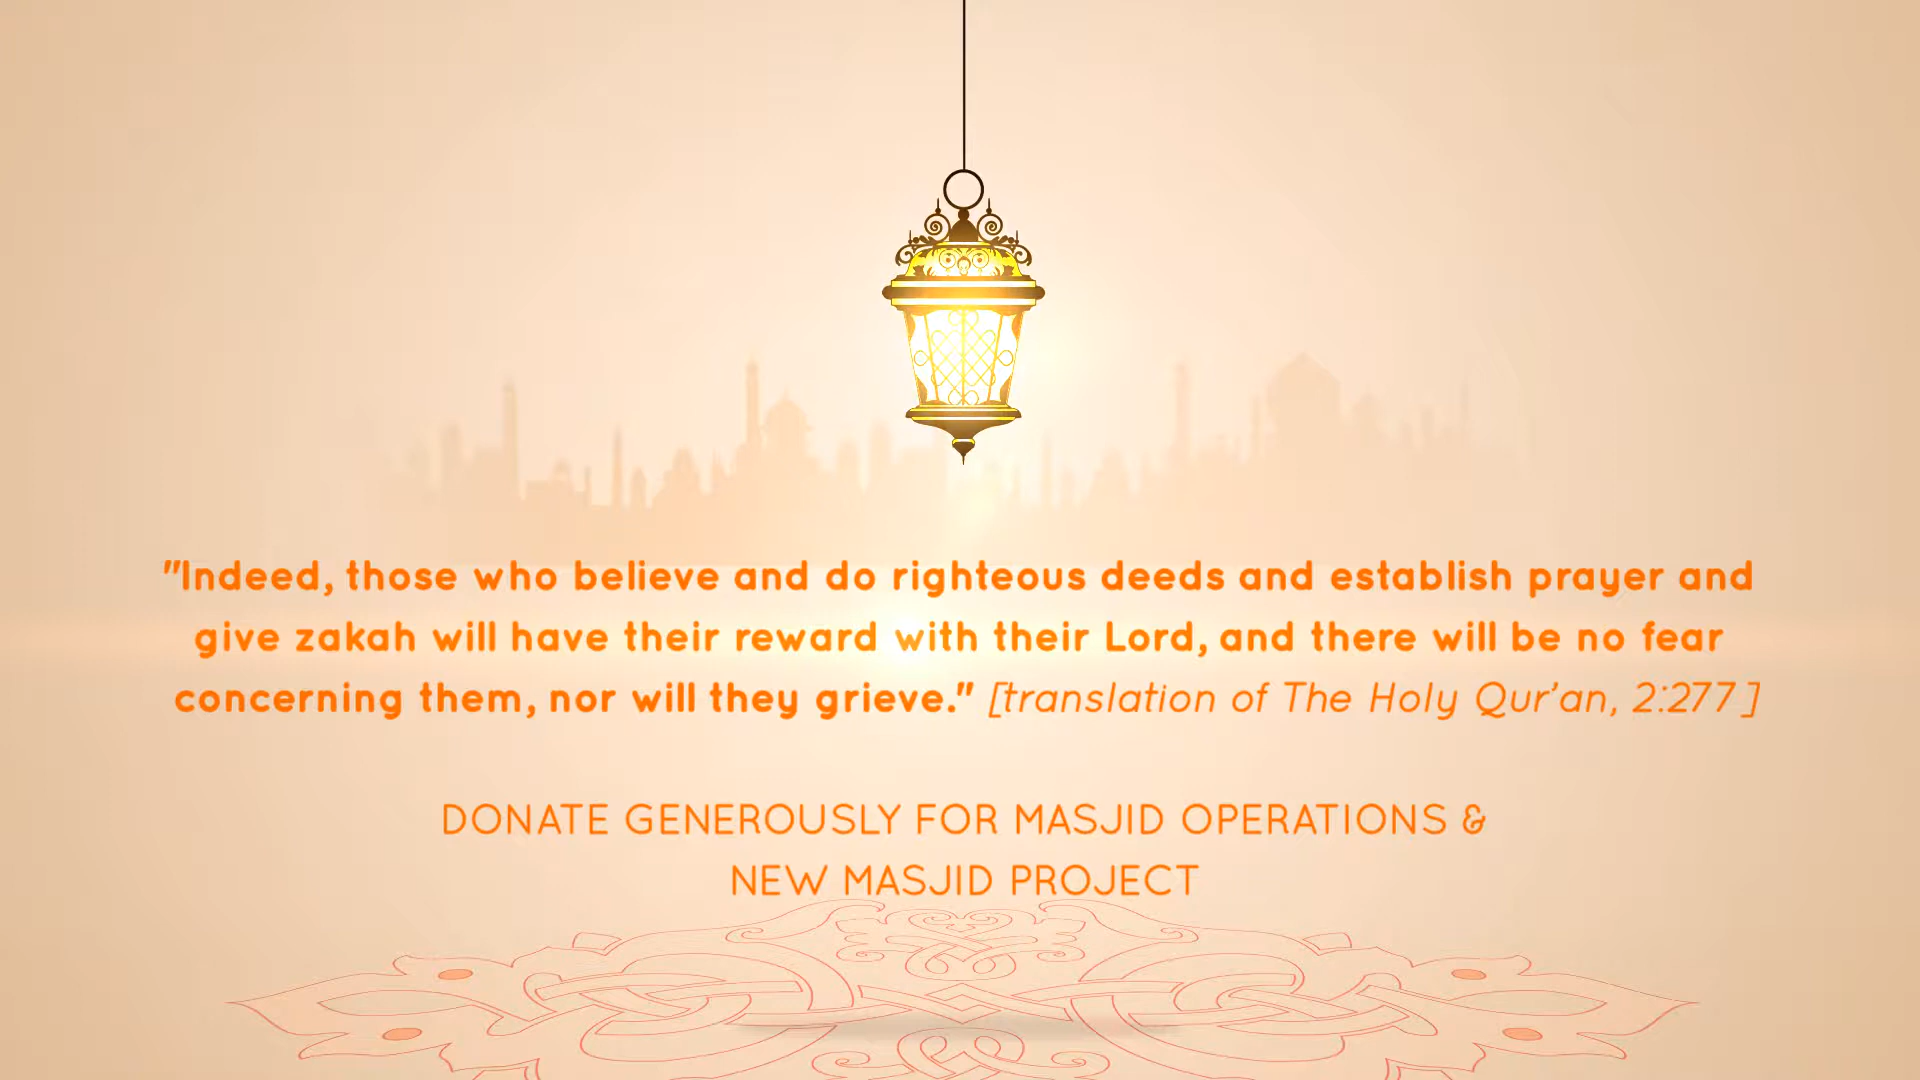 "Indeed, those who believe and do righteous deeds and establish prayer and
give zakah will have their reward with their Lord, and there will be no fear
concerning them, nor will they grieve." [translation of The Holy Qur’an, 2:277]
DONATE GENEROUSLY FOR MASJID OPERATIONS &
NEW MASJID PROJECT